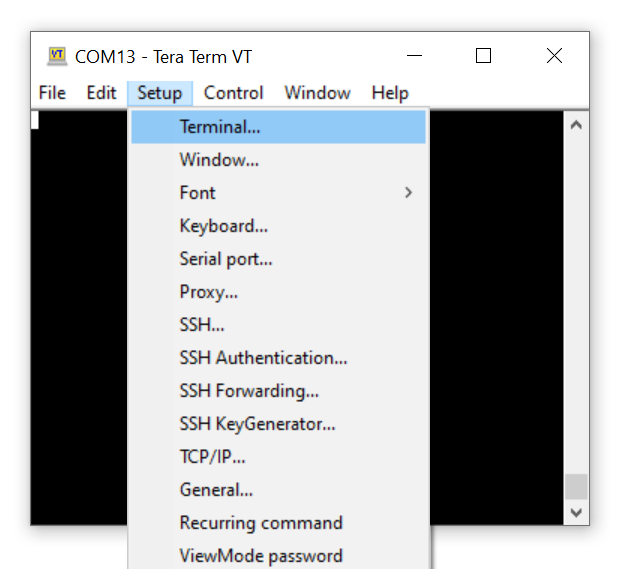 VT
COM13 - Tera Term VT
File Edit Setup Control Window Help
Terminal...
Window...
Font
Keyboard...
Serial port...
Proxy...
SSH...
SSH Authentication...
SSH Forwarding...
SSH KeyGenerator...
TCP/IP...
General...
Recurring command
ViewMode password